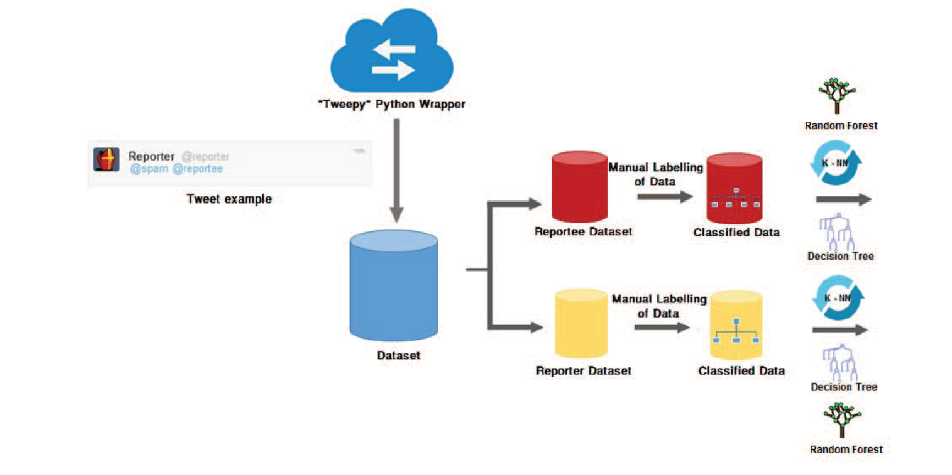 "Tweepy" Python Wrapper
Reporter @reporter
@spam @reportee
Tweet example
Dataset
Reportee Dataset
Manual Labelling
of Data
Classified Data
Random Forest
K - NN
Decision Tree
Reporter Dataset
Manual Labelling
of Data
Classified Data
K - NN
Decision Tree
Random Forest